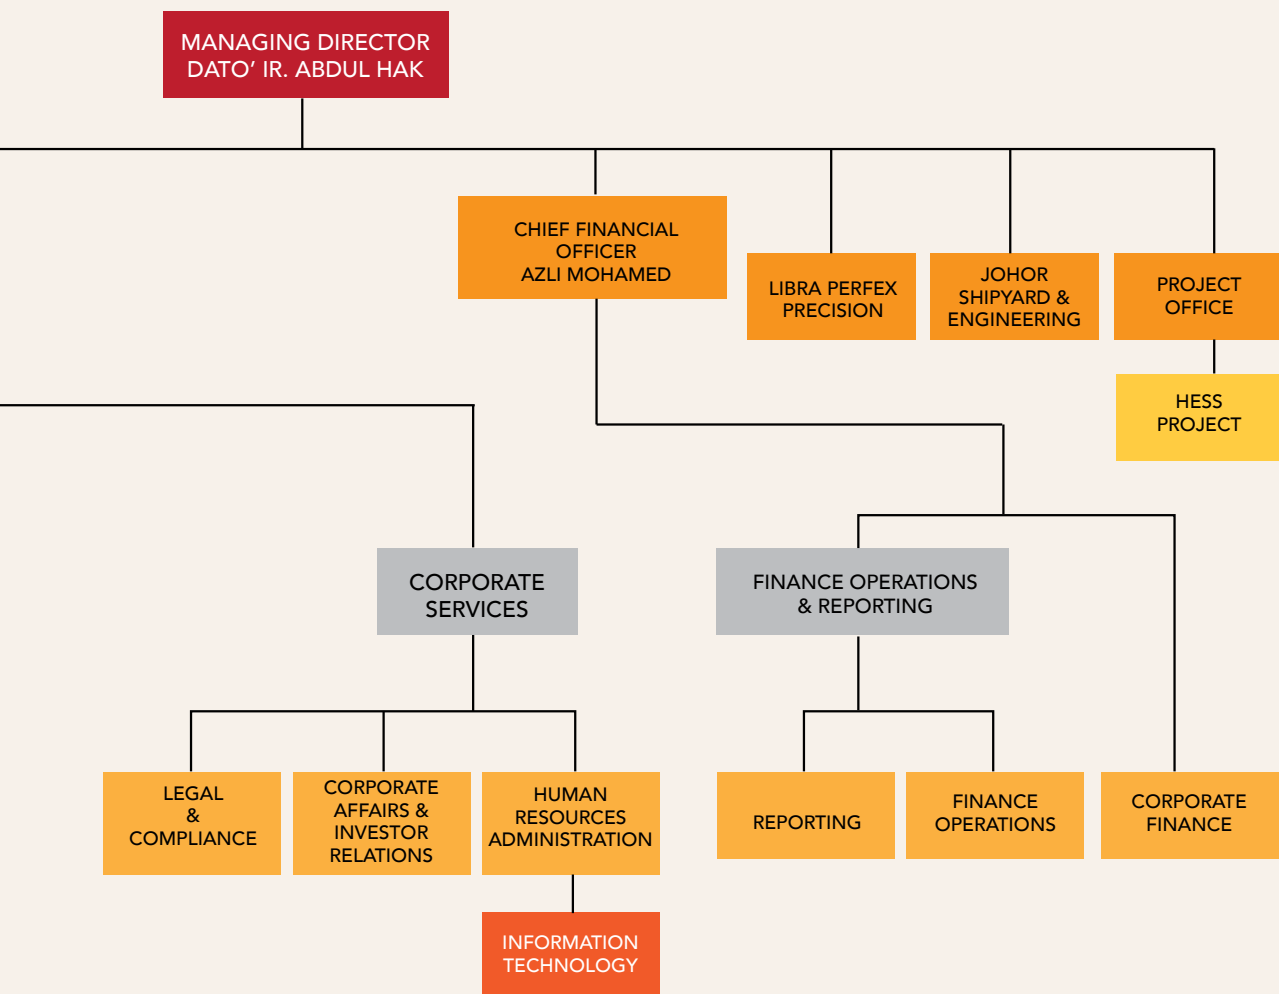 MANAGING DIRECTOR
DATO’ IR. ABDUL HAK
CHIEF FINANCIAL
OFFICER
AZLI MOHAMED
LIBRA PERFEX
PRECISION
JOHOR
SHIPYARD &
ENGINEERING
PROJECT
OFFICE
HESS
PROJECT
CORPORATE
SERVICES
FINANCE OPERATIONS
& REPORTING
LEGAL
&
COMPLIANCE
CORPORATE
AFFAIRS &
INVESTOR
RELATIONS
HUMAN
RESOURCES
ADMINISTRATION
REPORTING
FINANCE
OPERATIONS
CORPORATE
FINANCE
INFORMATION
TECHNOLOGY